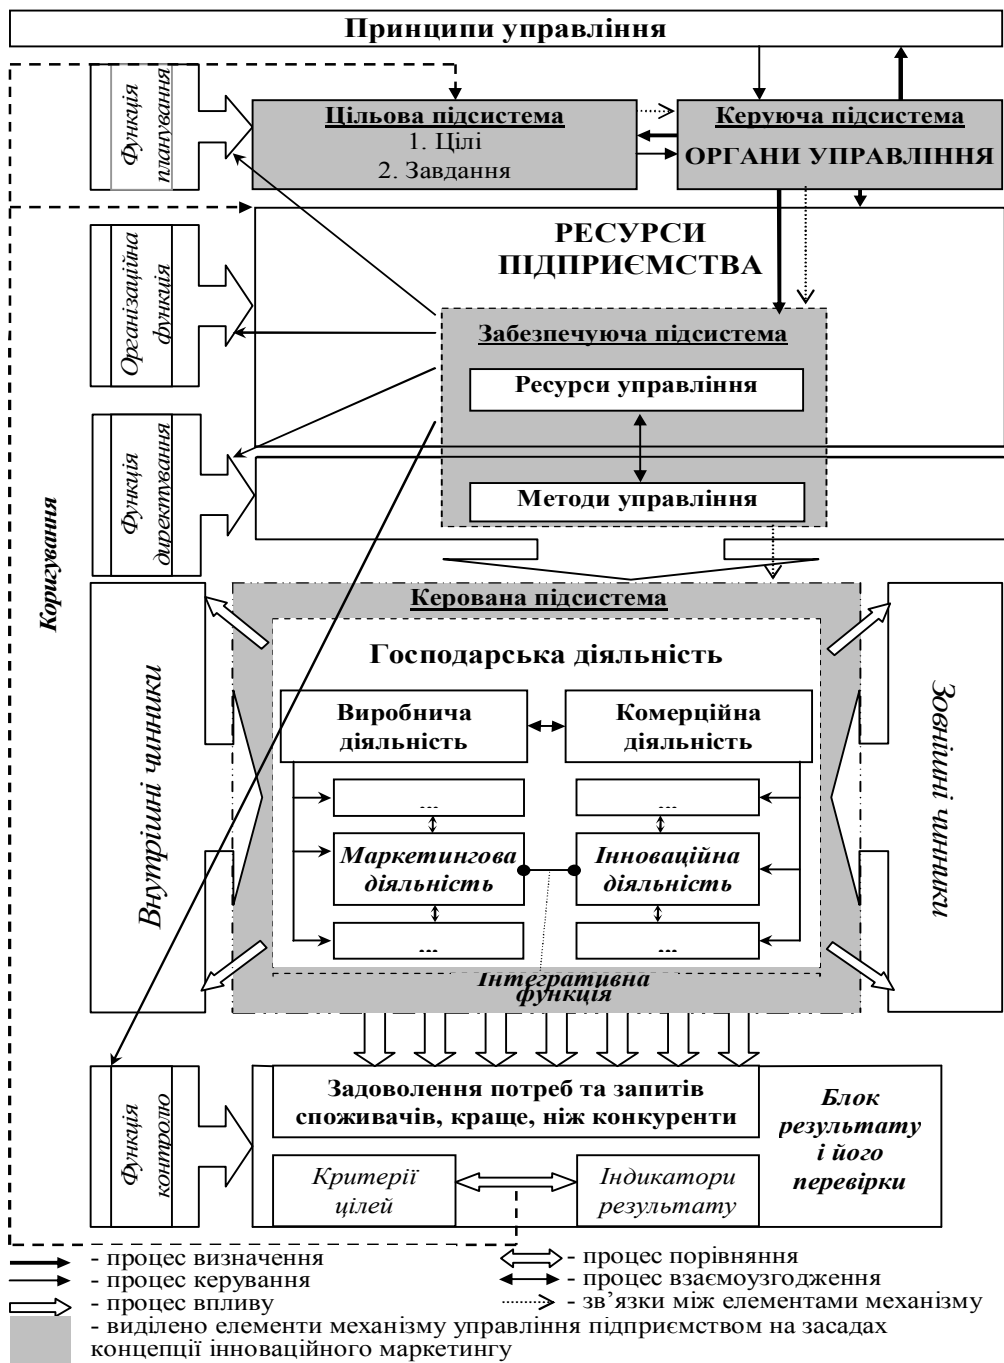 Принципи управління
Функція
планування
Цільова підсистема
1. Цілі
2. Завдання
Керуюча підсистема
ОРГАНИ УПРАВЛІННЯ
Організаційна
функція
РЕСУРСИ
ПІДПРИЄМСТВА
Забезпечуюча підсистема
Ресурси управління
Функція
директування
Методи управління
Коригування
Керована підсистема
Внутрішні чинники
Зовнішні чинники
Господарська діяльність
Виробнича
діяльність
Комерційна
діяльність
...
...
Маркетингова
діяльність
Інноваційна
діяльність
...
...
Інтегративна
функція
Функція
контролю
Задоволення потреб та запитів
споживачів, краще, ніж конкуренти
Блок
результату
і його
перевірки
Критерії
цілей
Індикатори
результату
- процес визначення
- процес керування
- процес впливу
- процес порівняння
- процес взаємоузгодження
- зв’язки між елементами механізму
- виділено елементи механізму управління підприємством на засадах
концепції інноваційного маркетингу